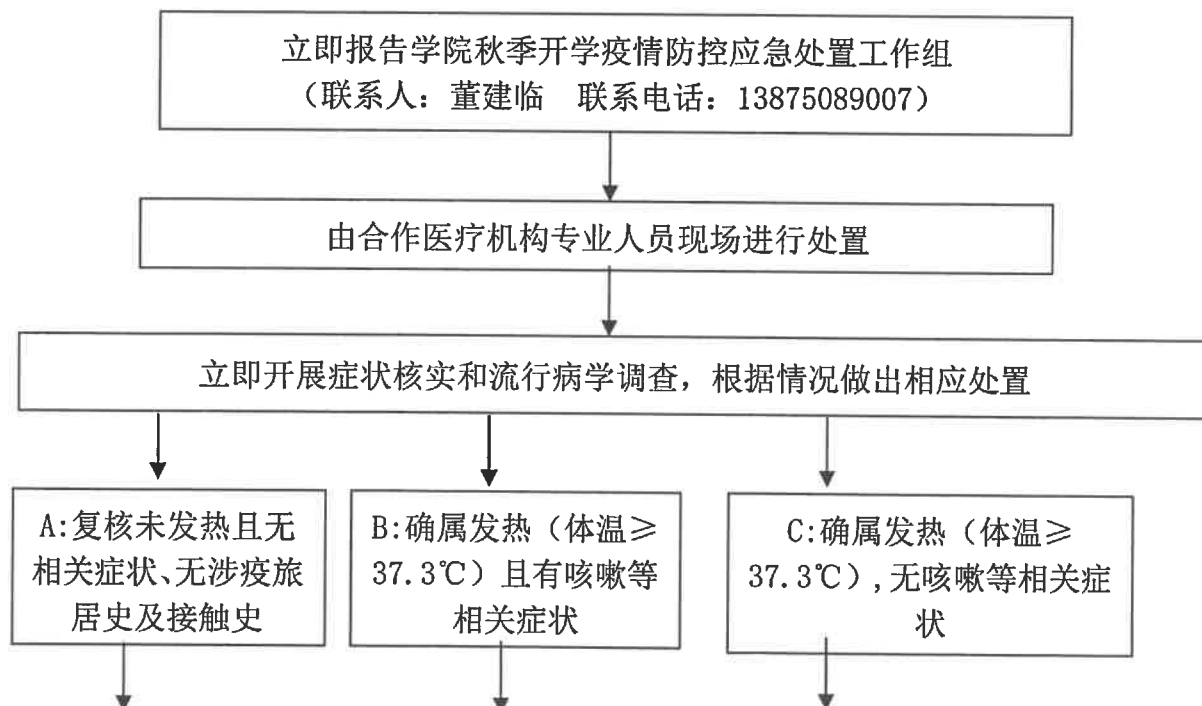 立即报告学院秋季开学疫情防控应急处置工作组
（联系人：董建临　联系电话：13875089007）
由合作医疗机构专业人员现场进行处置
立即开展症状核实和流行病学调查，根据情况做出相应处置
A:复核未发热且无
相关症状、无涉疫旅
居史及接触史
B:确属发热（体温≥
37.3℃）且有咳嗽等
相关症状
C:确属发热（体温≥
37.3℃）,无咳嗽等相关症
状